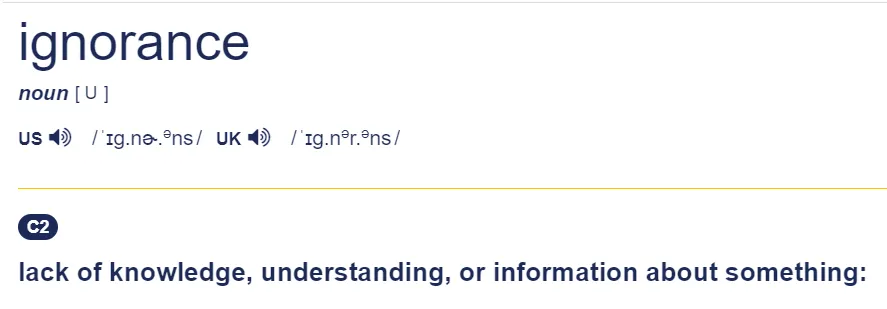 ignorance
noun [ U ]
US /ˈɪɡ.nɚ.ᵊns/ UK /ˈɪɡ.nᵊr.ᵊns/
C2
lack of knowledge, understanding, or information about something: